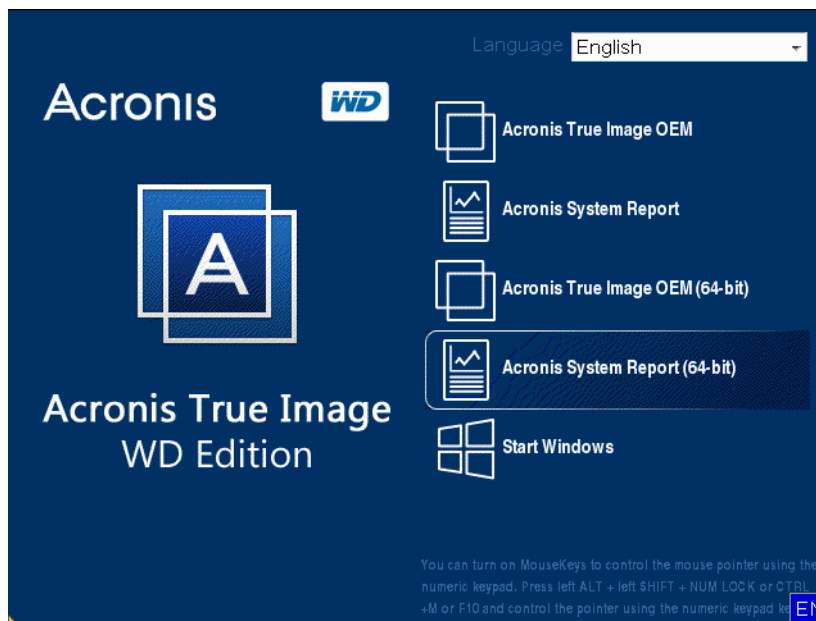 Language English
Acronis
WD
Acronis True Image OEM
Acronis System Report
A
Acronis True Image OEM (64-bit)
Acronis System Report (64-bit)
Acronis True Image
WD Edition
Start Windows
You can turn on MouseKeys to control the mouse pointer using the
numeric keypad. Press left ALT + left SHIFT + NUM LOCK or CTRL
+M or F10 and control the pointer using the numeric keypad ke
EN